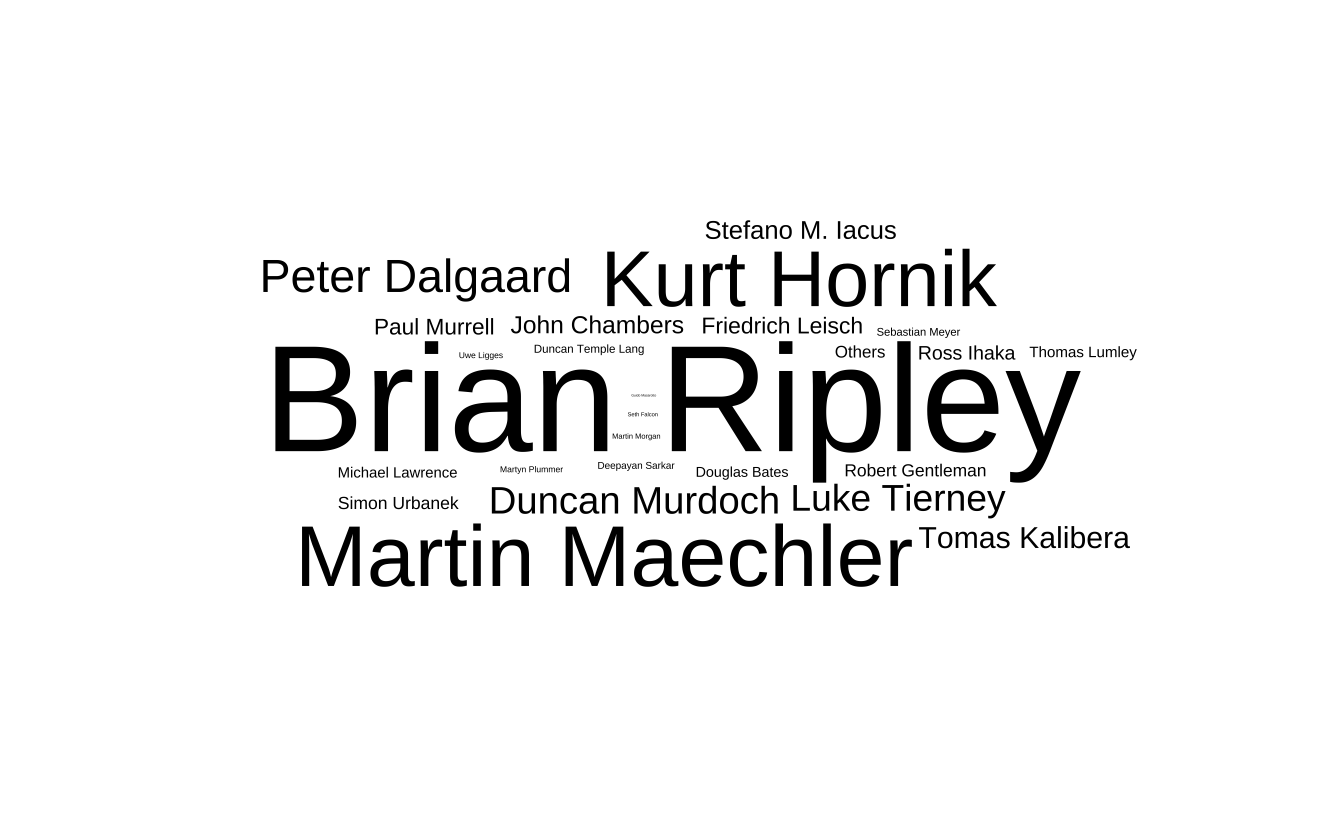 Stefano M. Iacus
Peter Dalgaard
Kurt Hornik
Paul Murrell
John Chambers
Friedrich Leisch
Sebastian Meyer
Uwe Ligges
Duncan Temple Lang
Others
Ross Ihaka
Thomas Lumley
Brian Ripley
Guido Masarotto
Seth Falcon
Martin Morgan
Michael Lawrence
Martyn Plummer
Deepayan Sarkar
Douglas Bates
Robert Gentleman
Simon Urbanek
Duncan Murdoch
Luke Tierney
Martin Maechler
Tomas Kalibera